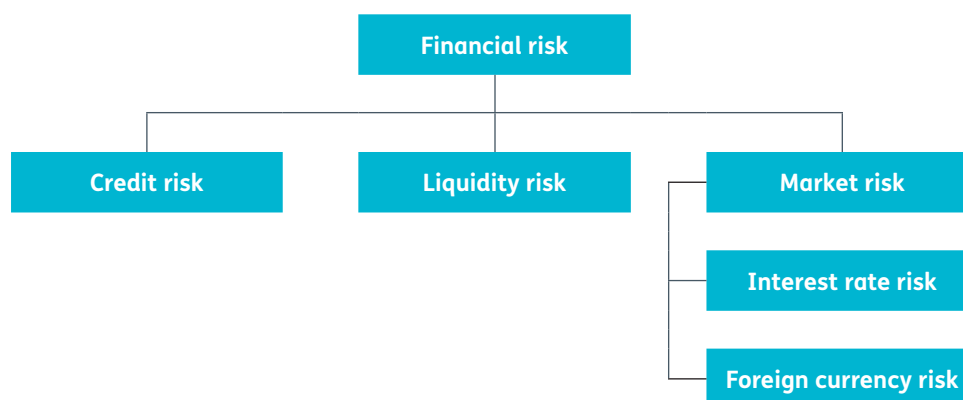 Financial risk
Credit risk
Liquidity risk
Market risk
Interest rate risk
Foreign currency risk